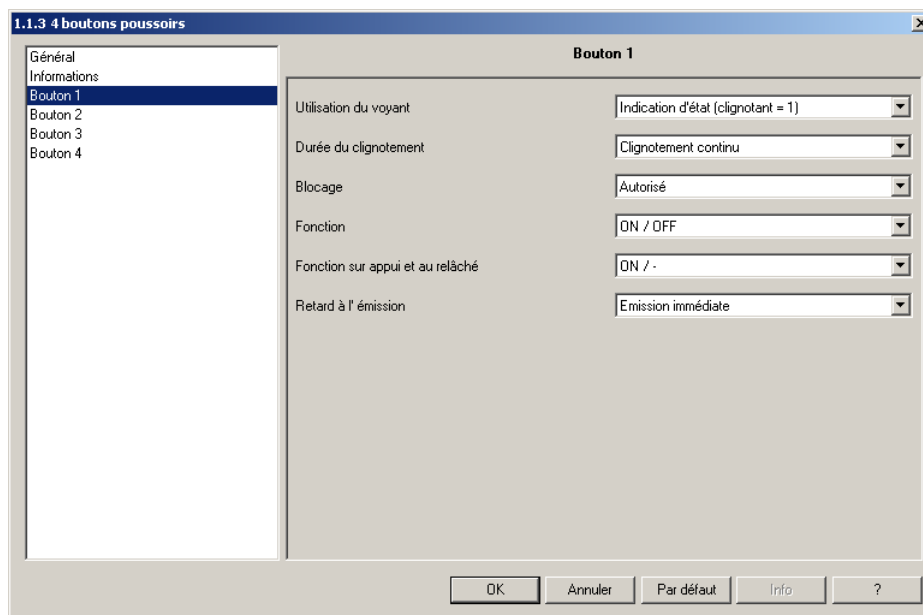 1.1.3 4 boutons poussoirs
Général
Informations
Bouton 1
Bouton 2
Bouton 3
Bouton 4
Bouton 1
Utilisation du voyant
Indication d'état (clignotant = 1)
Durée du clignotement
Clignotement continu
Blocage
Autorisé
Fonction
ON / OFF
Fonction sur appui et au relâché
ON / -
Retard à l' émission
Emission immédiate
OK
Annuler
Par défaut
Info
?